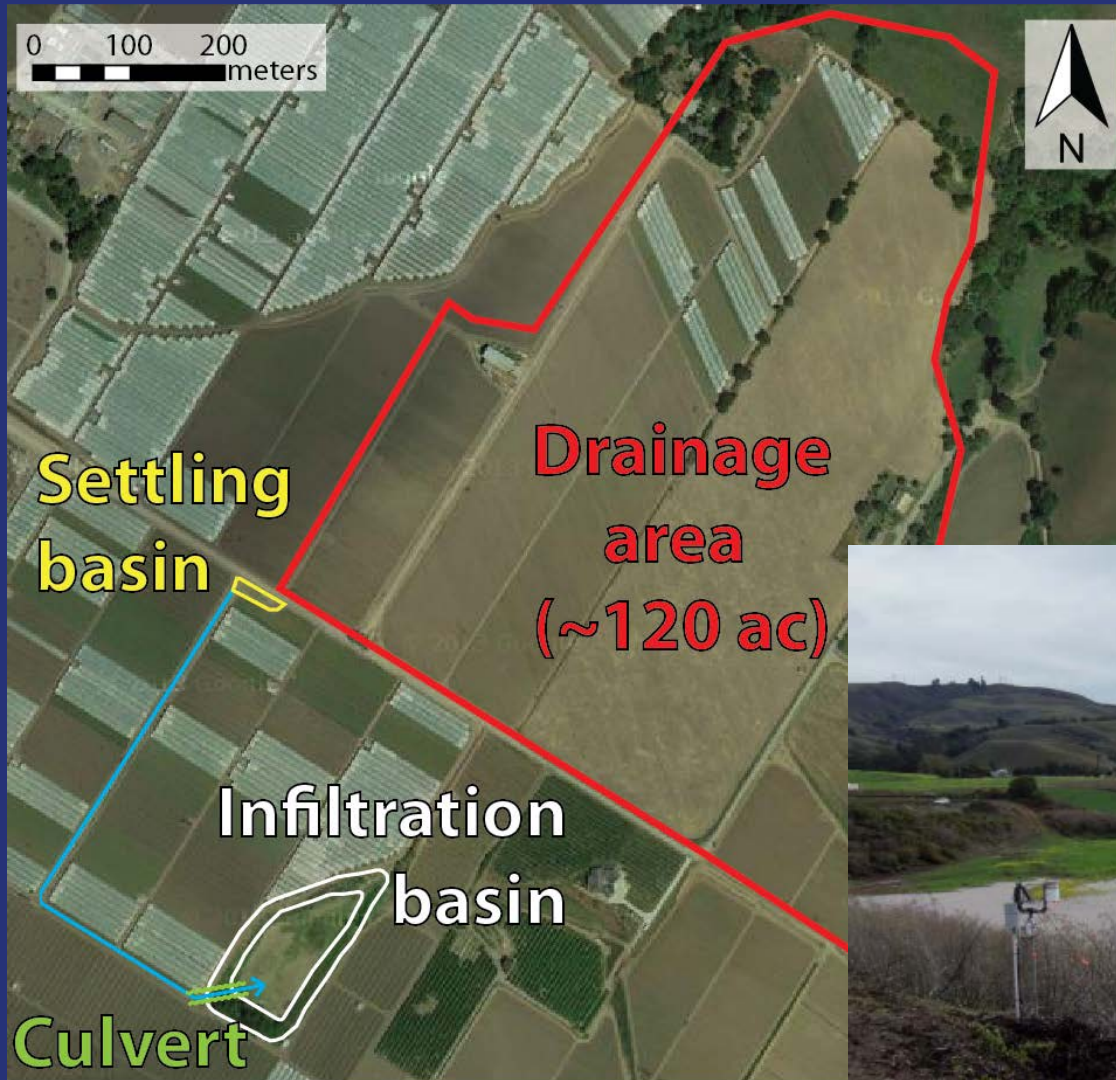 0 100 200
meters
N
Settling
basin
Drainage
area
(~120 ac)
Infiltration
basin
Culvert